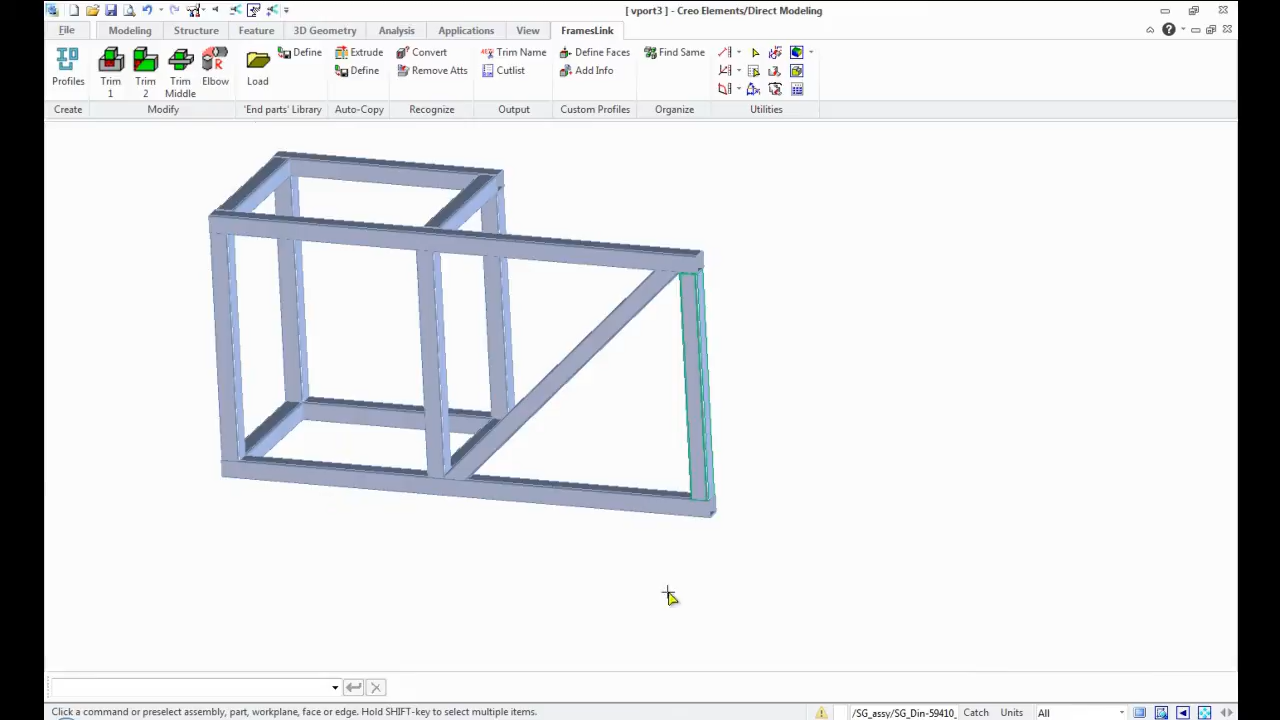 [ vport3 ] - Creo Elements/Direct Modeling
File Modeling Structure Feature 3D Geometry Analysis Applications View FramesLink
Profiles
Trim 1
Trim 2
Trim Middle
Elbow
Load
Define
Extrude
Define
Convert
Remove Atts
Trim Name
Cutlist
Define Faces
Add Info
Find Same
Create Modify 'End parts' Library Auto-Copy Recognize Output Custom Profiles Organize Utilities
Click a command or preselect assembly, part, workplane, face or edge. Hold SHIFT-key to select multiple items.
/SG_assy/SG_Din-59410_ Catch Units All